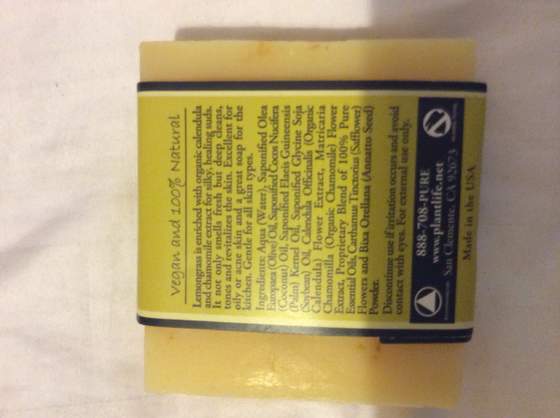 Vegan and 100% Natural
Lemongrass is enriched with organic calendula
and chamomile extract for silky, healing suds.
It not only smells fresh but deep cleans,
tones and revitalizes the skin. Excellent for
oily or acne skin and a great soap for the
kitchen. Gentle for all skin types.
Ingredients: Aqua (Water), Saponified Olea
Europaea (Olive) Oil, Saponified Cocos Nucifera
(Coconut) Oil, Saponified Elaeis Guineensis
(Palm) Kernel Oil, Saponified Glycine Soja
(Soybean) Oil, Calendula Officinalis (Organic
Calendula) Flower Extract, Matricaria
Chamomilla (Organic Chamomile) Flower
Extract, Proprietary Blend of 100% Pure
Essential Oils, Carthamus Tinctorius (Safflower)
Flowers and Bixa Orellana (Annatto Seed)
Powder.
Discontinue use if irritation occurs and avoid
contact with eyes. For external use only.
888-708-PURE
www.plantlife.net
San Clemente, CA 92673
Made in the USA